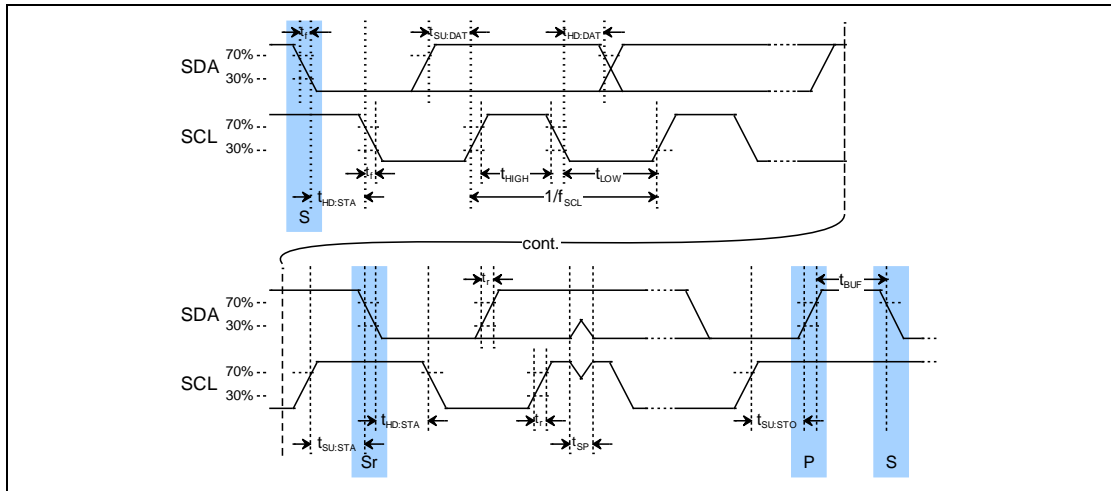 tf tSU:DAT tHD:DAT
70%
SDA
30%
70%
SCL
30%
tf tHIGH tLOW
tHD:STA 1/fSCL
S
cont.
tr tBUF
70%
SDA
30%
70%
SCL
30%
tHD:STA tr tSP tSU:STO
tSU:STA
Sr P S